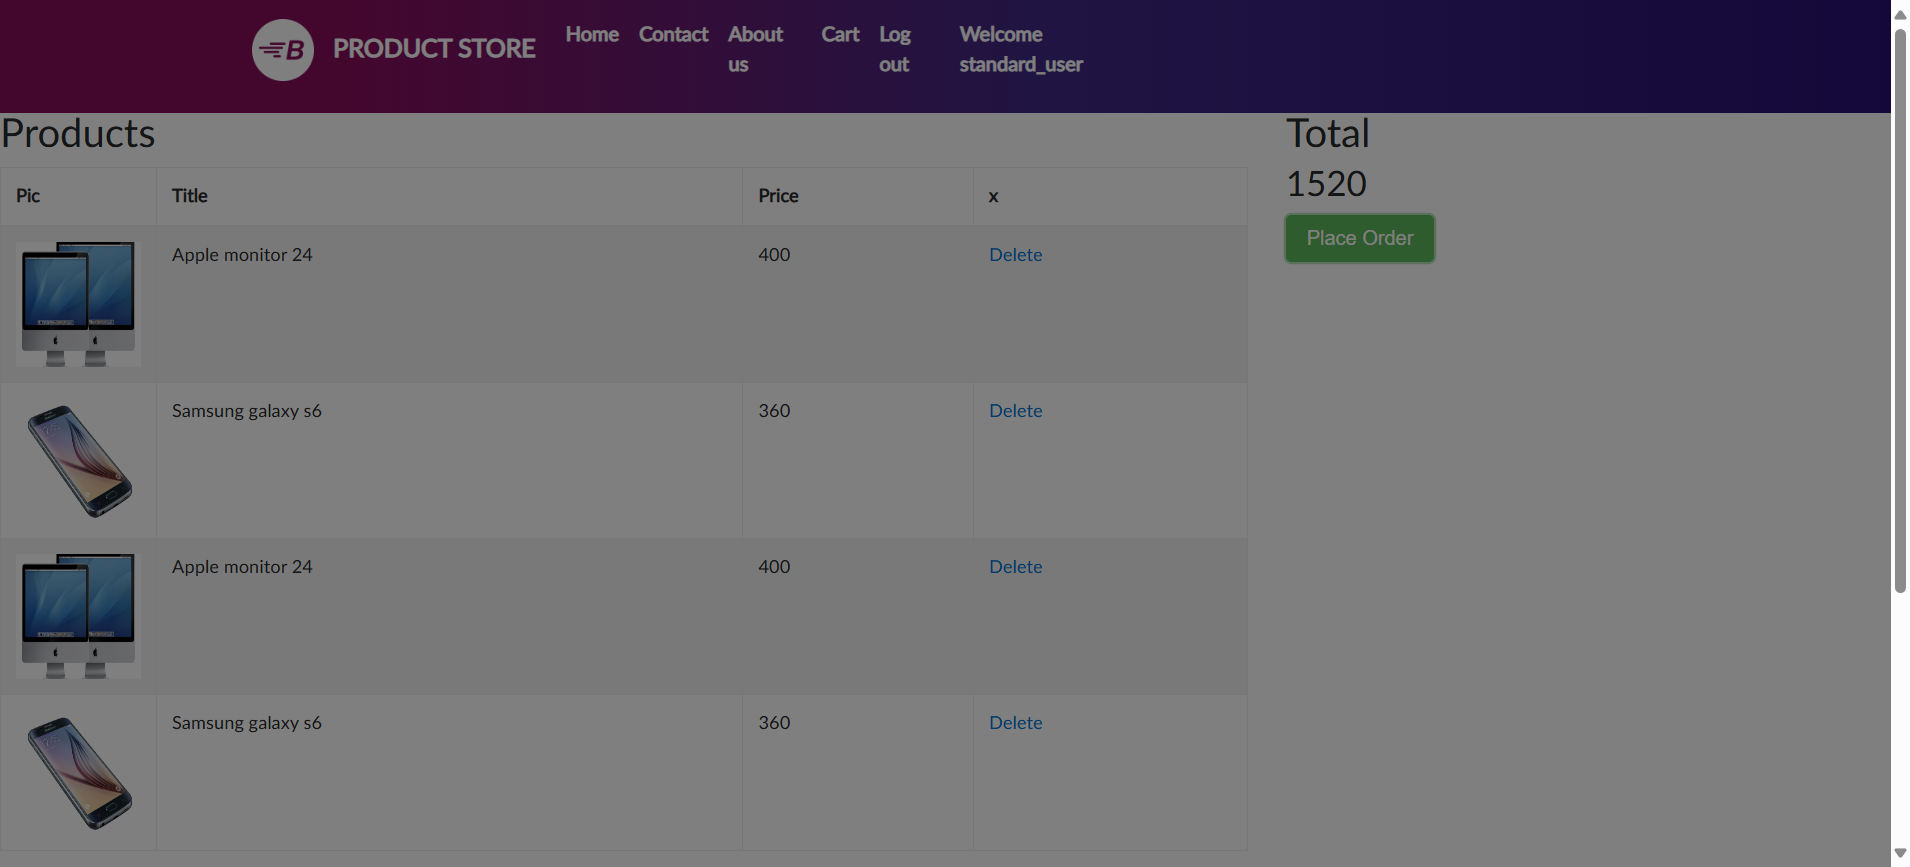 B PRODUCT STORE Home Contact About us Cart Log out Welcome standard_user
Products
Total
1520
Place Order
Pic Title Price x
Apple monitor 24 400 Delete
Samsung galaxy s6 360 Delete
Apple monitor 24 400 Delete
Samsung galaxy s6 360 Delete